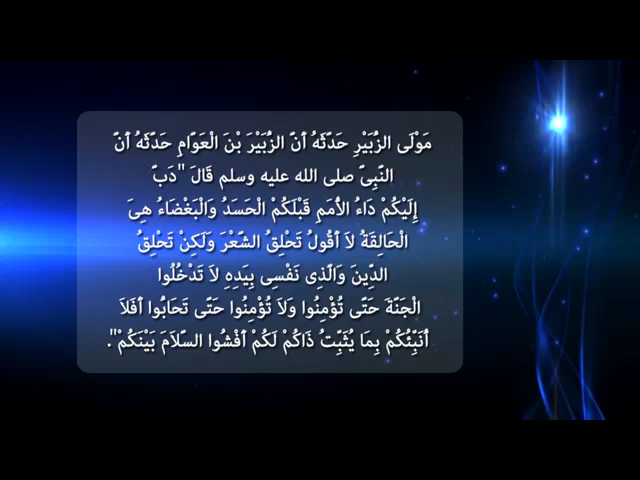 مَوْلَى الزُّبَيْرِ حَدَّثَهُ أَنَّ الزُّبَيْرَ بْنَ الْعَوَّامِ حَدَّثَهُ أَنَّ
النَّبِيَّ صلى الله عليه وسلم قَالَ "دَبَّ
إِلَيْكُمْ دَاءُ الأُمَمِ قَبْلَكُمُ الْحَسَدُ وَالْبَغْضَاءُ هِيَ
الْحَالِقَةُ لاَ أَقُولُ تَحْلِقُ الشَّعْرَ وَلَكِنْ تَحْلِقُ
الدِّينَ وَالَّذِي نَفْسِي بِيَدِهِ لاَ تَدْخُلُوا
الْجَنَّةَ حَتَّى تُؤْمِنُوا وَلاَ تُؤْمِنُوا حَتَّى تَحَابُّوا أَفَلاَ
أُنَبِّئُكُمْ بِمَا يُثَبِّتُ ذَاكُمْ لَكُمْ أَفْشُوا السَّلاَمَ بَيْنَكُمْ".